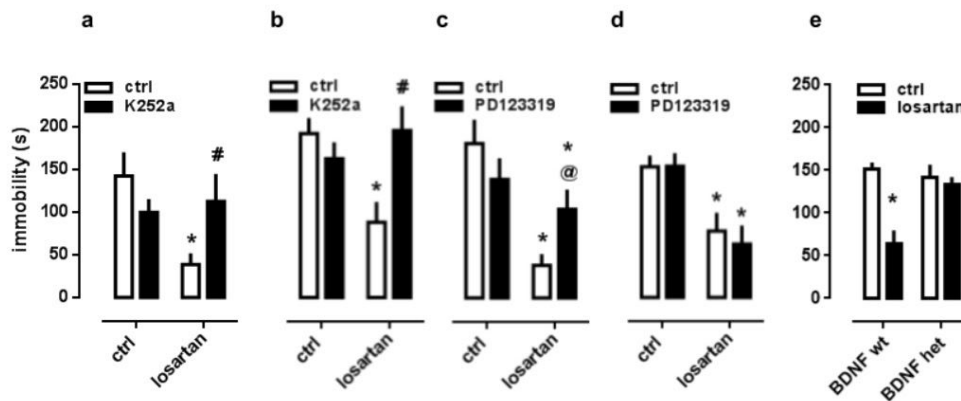 a
ctrl
K252a
immobility (s)
250
200
150
100
50
0
#
*
ctrl
losartan
b
ctrl
K252a
#
*
ctrl
losartan
c
ctrl
PD123319
*
@
*
ctrl
losartan
d
ctrl
PD123319
* *
ctrl
losartan
e
ctrl
losartan
250
200
150
100
50
0
*
BDNF wt
BDNF het